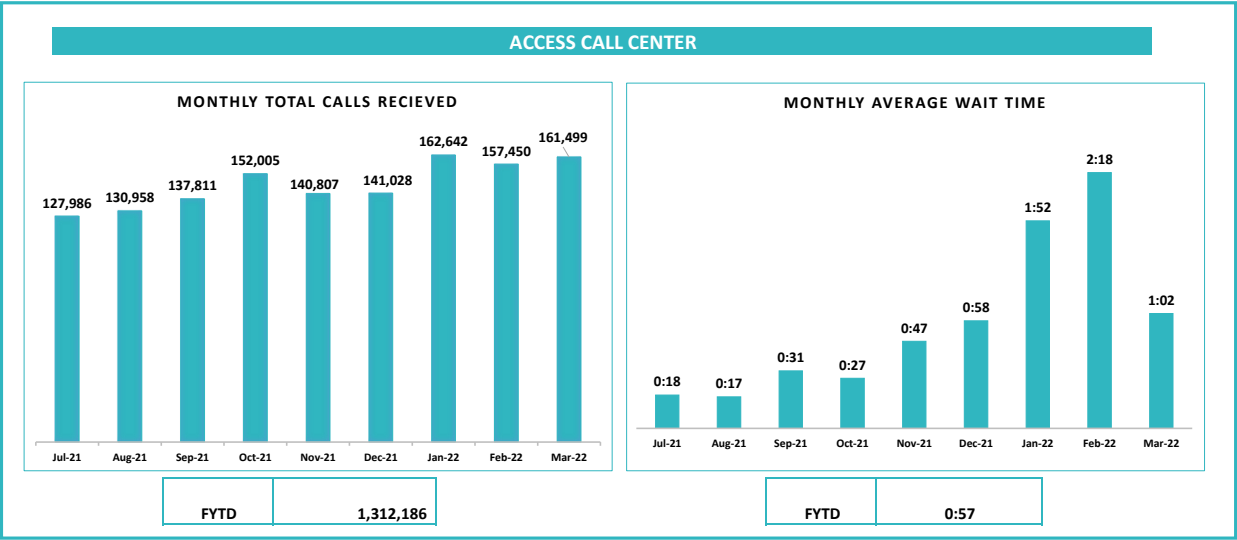 ACCESS CALL CENTER
MONTHLY TOTAL CALLS RECIEVED
127,986
130,958
137,811
152,005
140,807
141,028
162,642
157,450
161,499
Jul-21 Aug-21 Sep-21 Oct-21 Nov-21 Dec-21 Jan-22 Feb-22 Mar-22
FYTD 1,312,186
MONTHLY AVERAGE WAIT TIME
0:18
0:17
0:31
0:27
0:47
0:58
1:52
2:18
1:02
Jul-21 Aug-21 Sep-21 Oct-21 Nov-21 Dec-21 Jan-22 Feb-22 Mar-22
FYTD 0:57